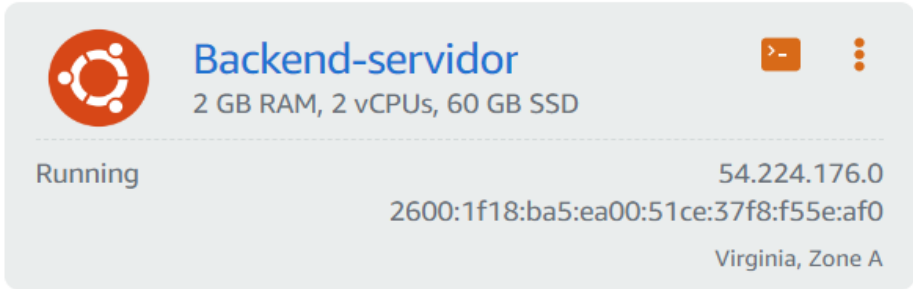 Backend-servidor
2 GB RAM, 2 vCPUs, 60 GB SSD
Running
54.224.176.0
2600:1f18:ba5:ea00:51ce:37f8:f55e:af0
Virginia, Zone A